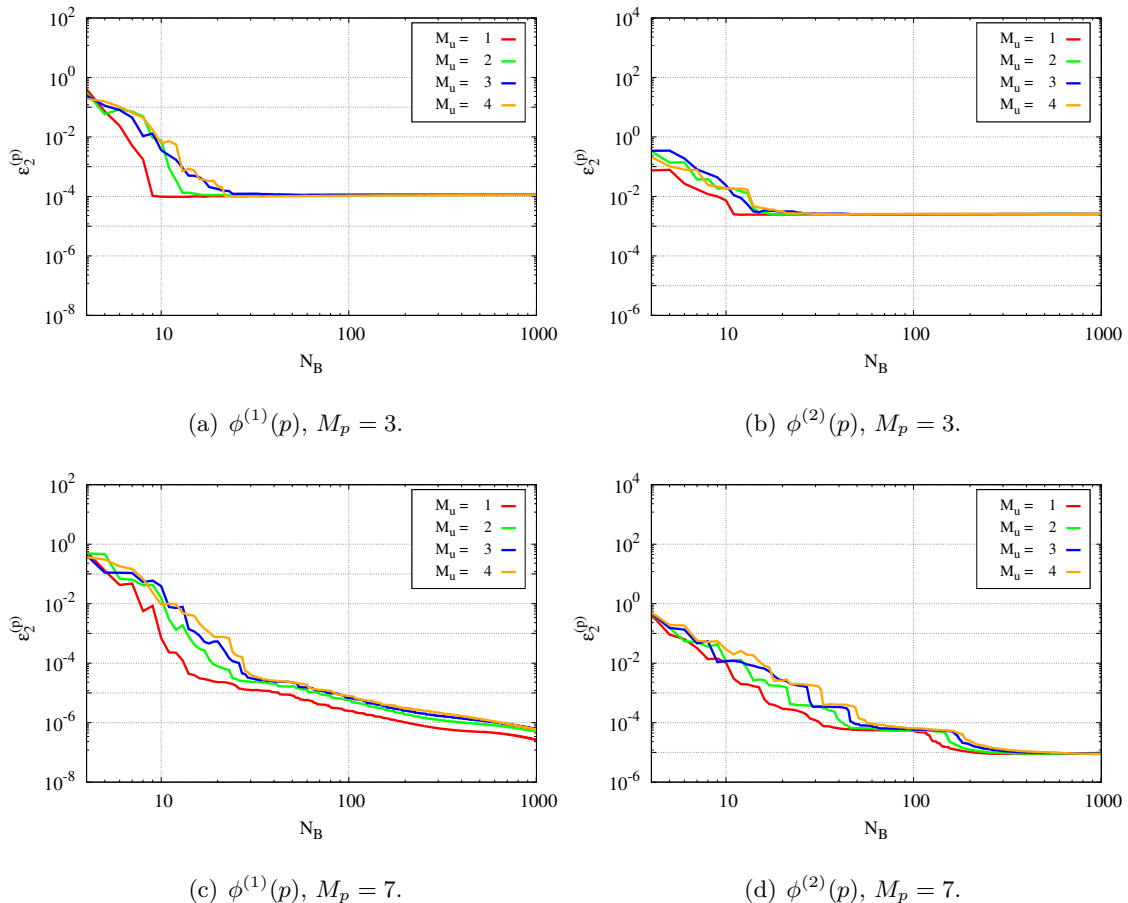 10^2
10^0
10^-2
10^-4
10^-6
10^-8
ε_2^(p)
10
100
1000
N_B
M_u = 1
M_u = 2
M_u = 3
M_u = 4
(a) ϕ^(1)(p), M_p = 3.
10^4
10^2
10^0
10^-2
10^-4
10^-6
ε_2^(p)
10
100
1000
N_B
M_u = 1
M_u = 2
M_u = 3
M_u = 4
(b) ϕ^(2)(p), M_p = 3.
10^2
10^0
10^-2
10^-4
10^-6
10^-8
ε_2^(p)
10
100
1000
N_B
M_u = 1
M_u = 2
M_u = 3
M_u = 4
(c) ϕ^(1)(p), M_p = 7.
10^4
10^2
10^0
10^-2
10^-4
10^-6
ε_2^(p)
10
100
1000
N_B
M_u = 1
M_u = 2
M_u = 3
M_u = 4
(d) ϕ^(2)(p), M_p = 7.